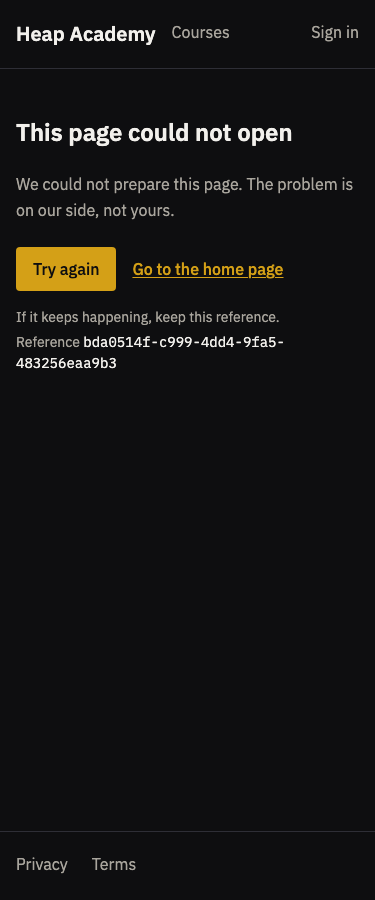 Heap Academy Courses Sign in
This page could not open
We could not prepare this page. The problem is
on our side, not yours.
Try again Go to the home page
If it keeps happening, keep this reference.
Reference bda0514f-c999-4dd4-9fa5-
483256eaa9b3
Privacy Terms